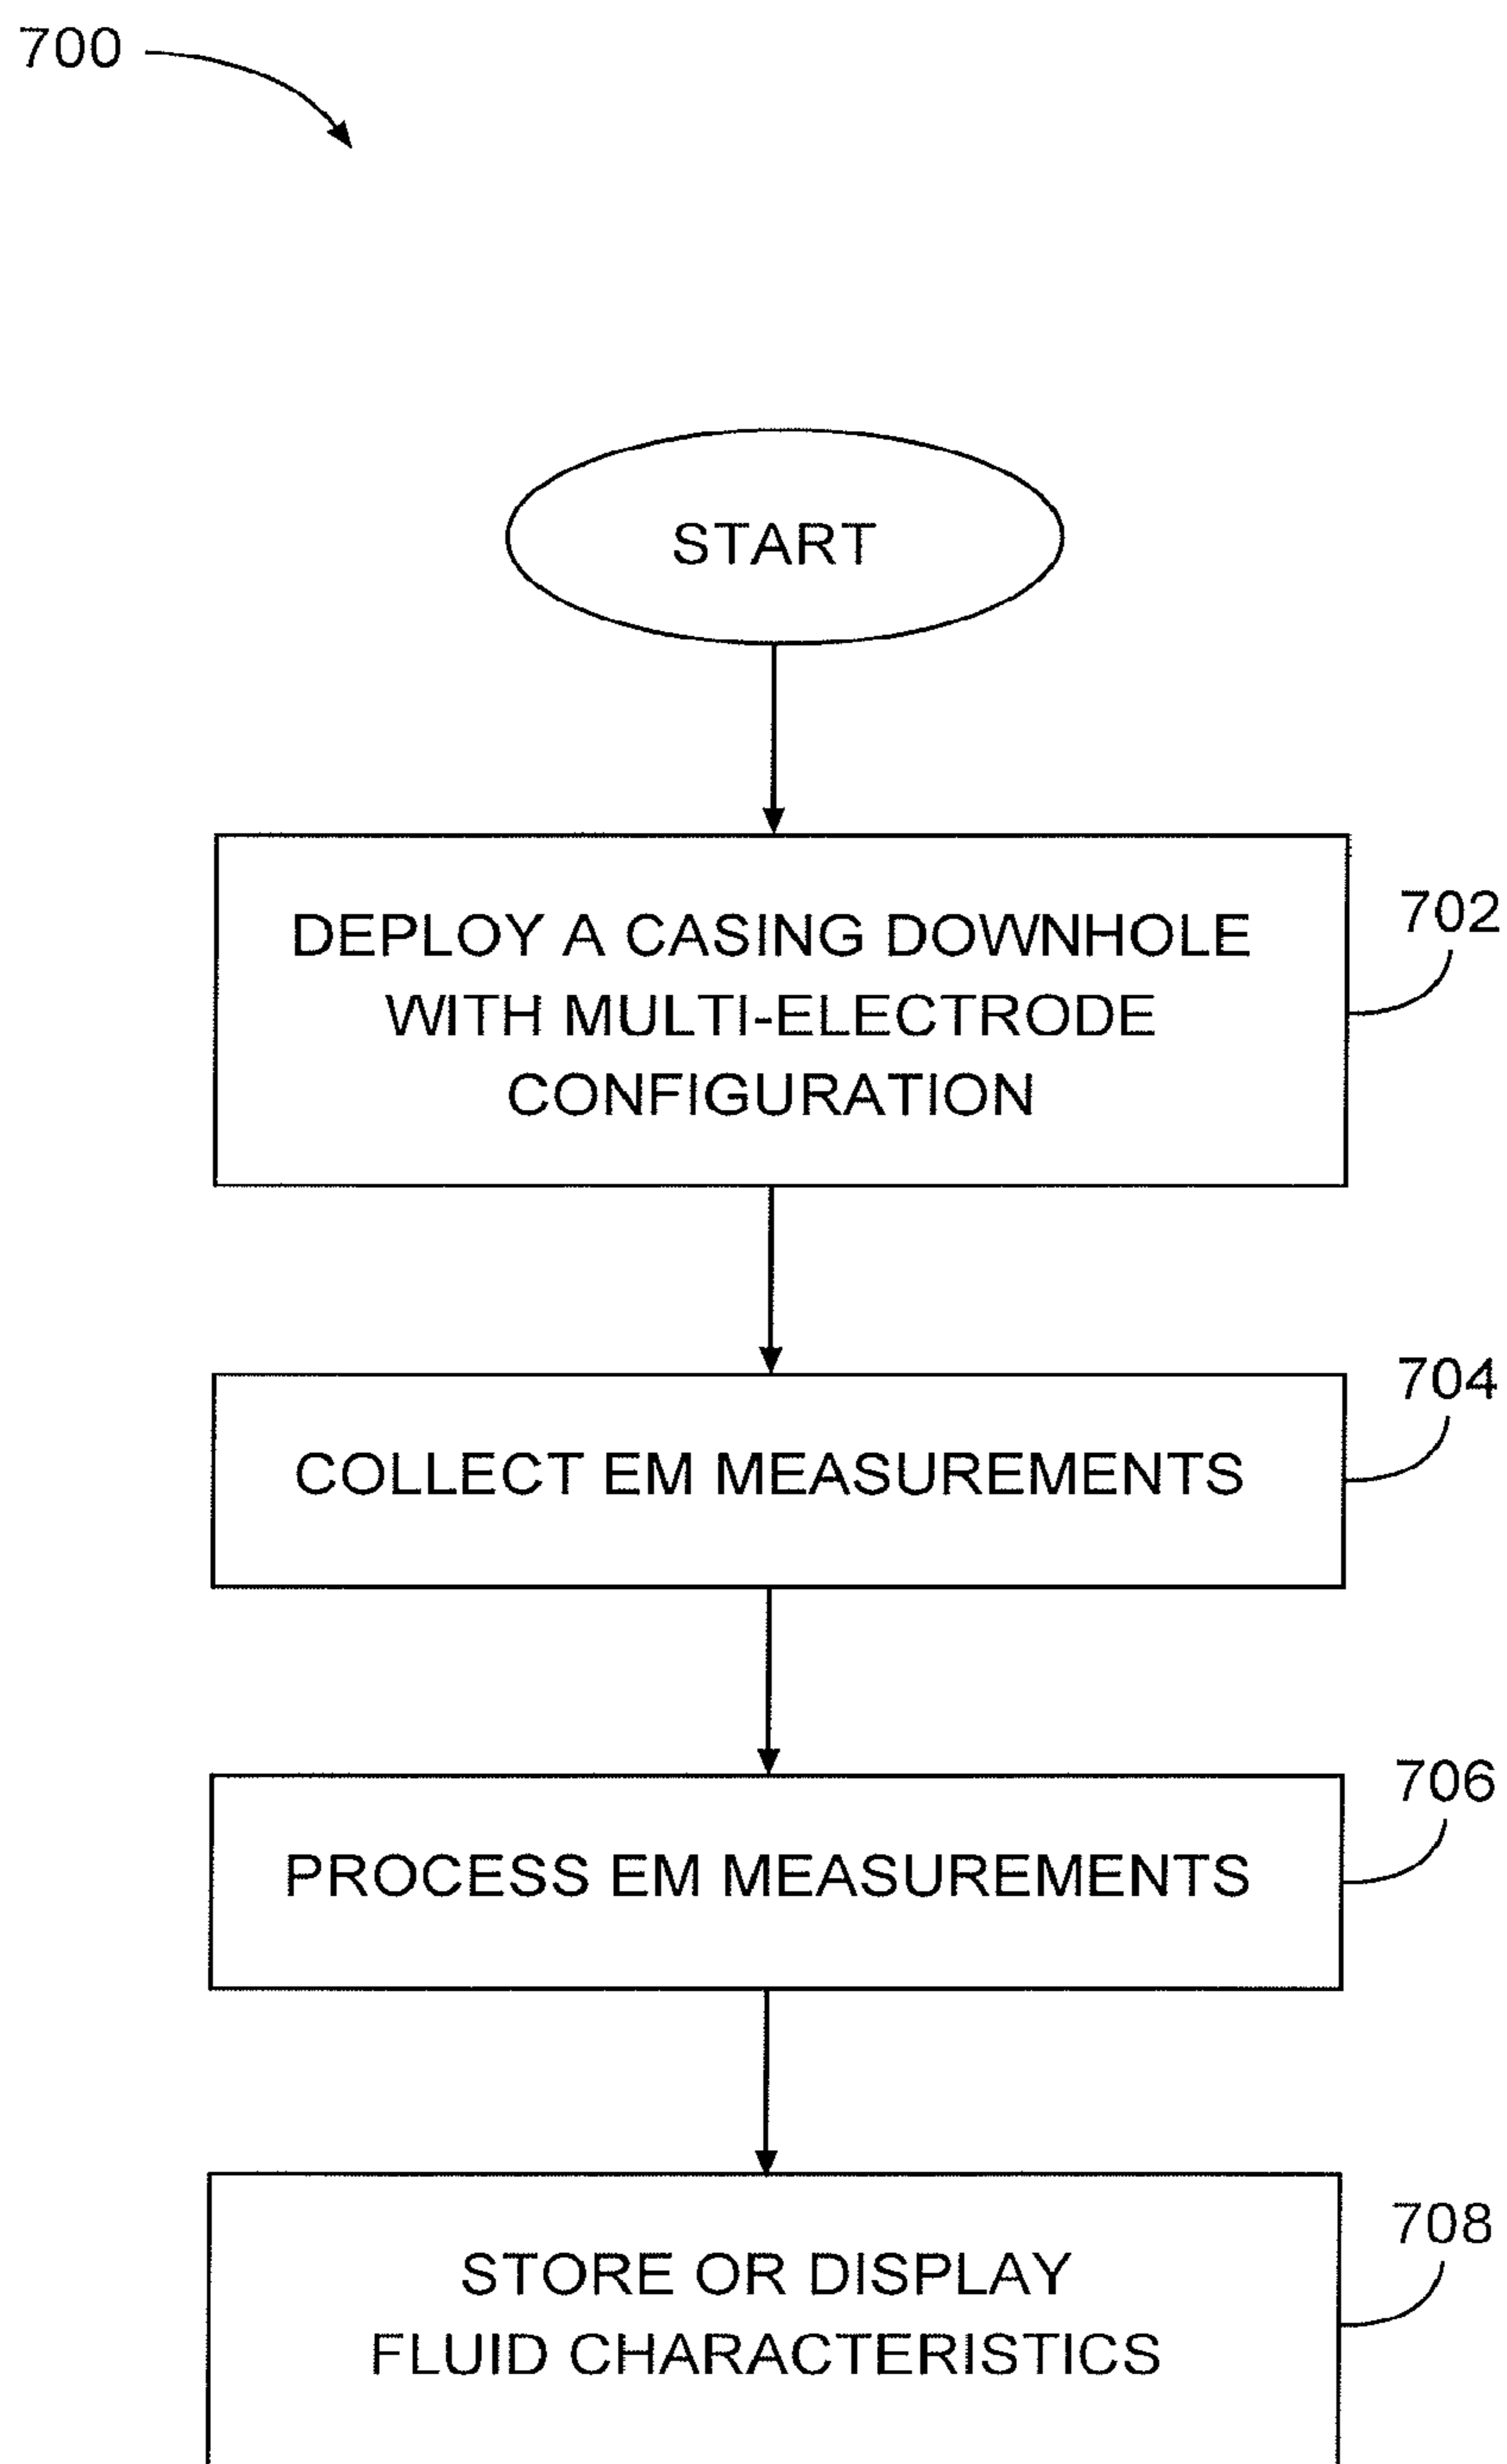 700
START
DEPLOY A CASING DOWNHOLE
WITH MULTI-ELECTRODE
CONFIGURATION
702
COLLECT EM MEASUREMENTS
704
PROCESS EM MEASUREMENTS
706
STORE OR DISPLAY
FLUID CHARACTERISTICS
708